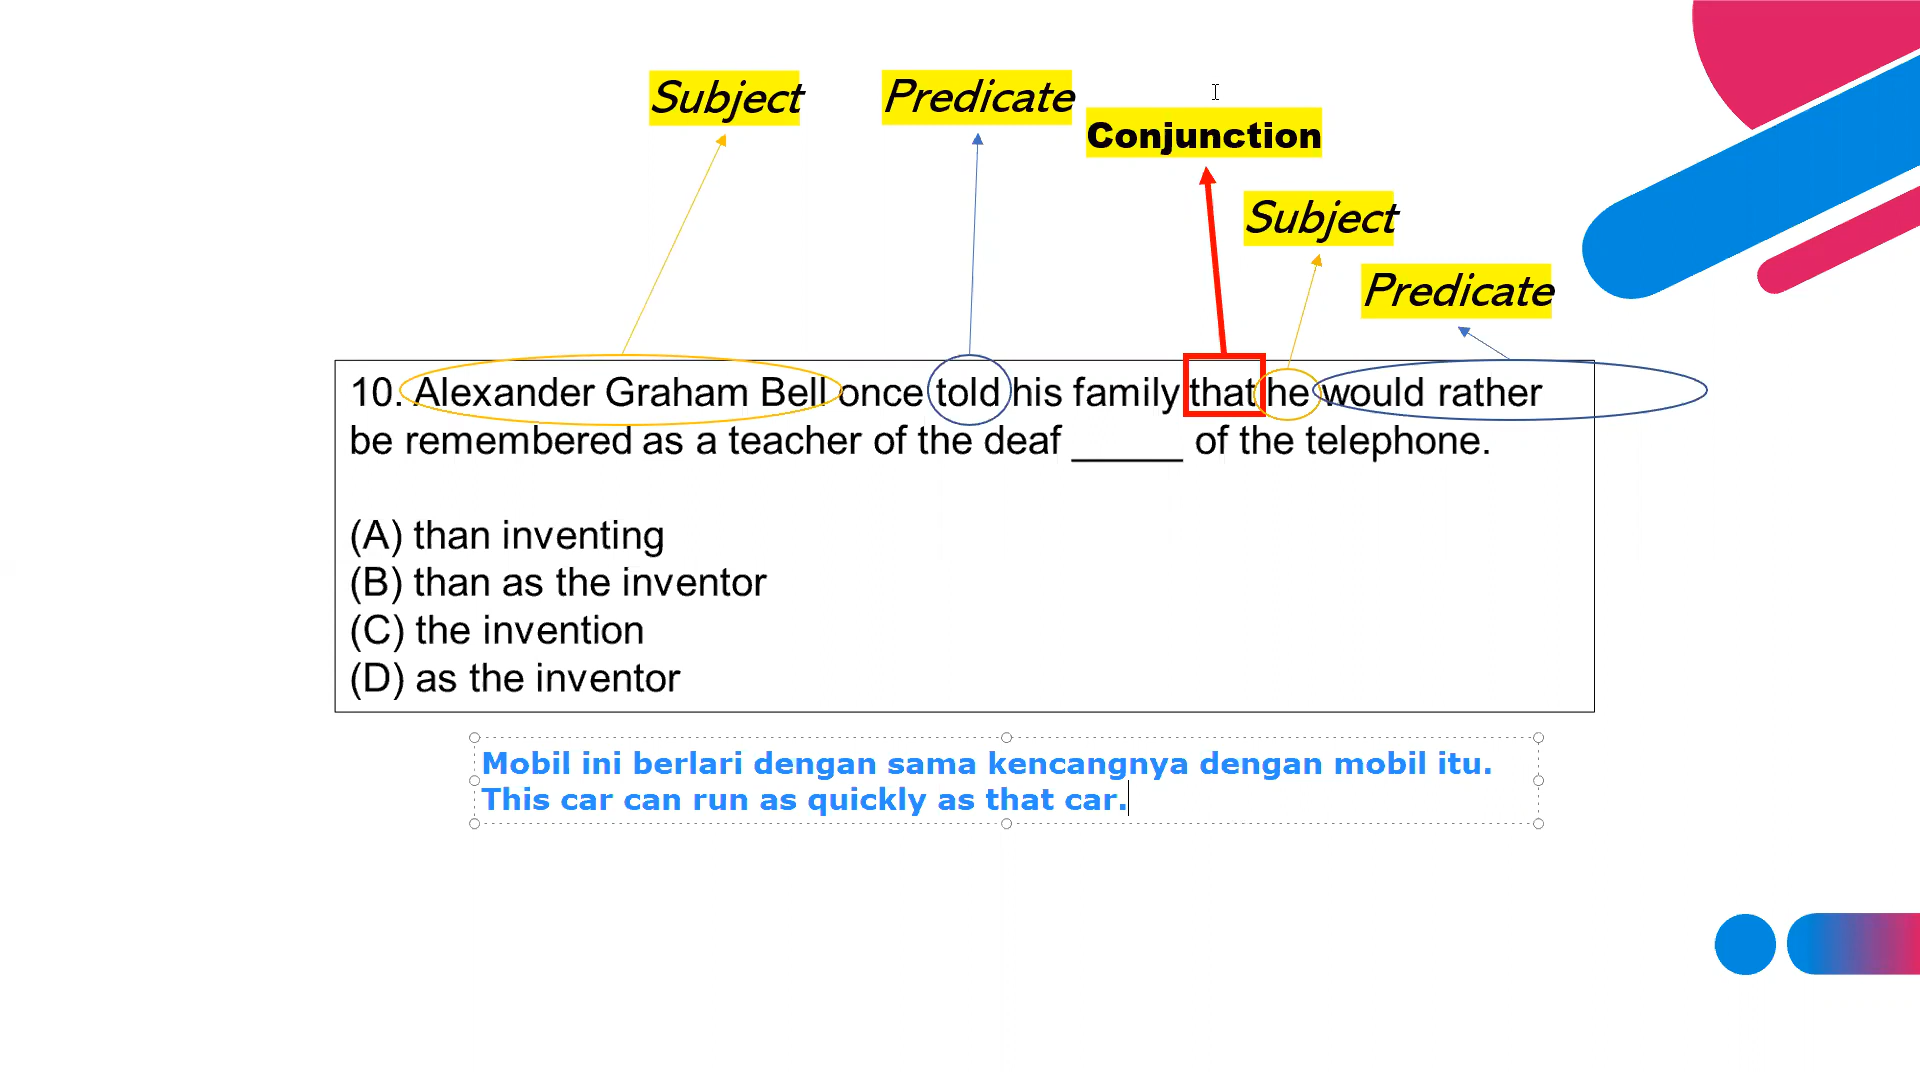 Subject
Predicate
Conjunction
Subject
Predicate
10. Alexander Graham Bell once told his family that he would rather
be remembered as a teacher of the deaf _____ of the telephone.
(A) than inventing
(B) than as the inventor
(C) the invention
(D) as the inventor
Mobil ini berlari dengan sama kencangnya dengan mobil itu.
This car can run as quickly as that car.